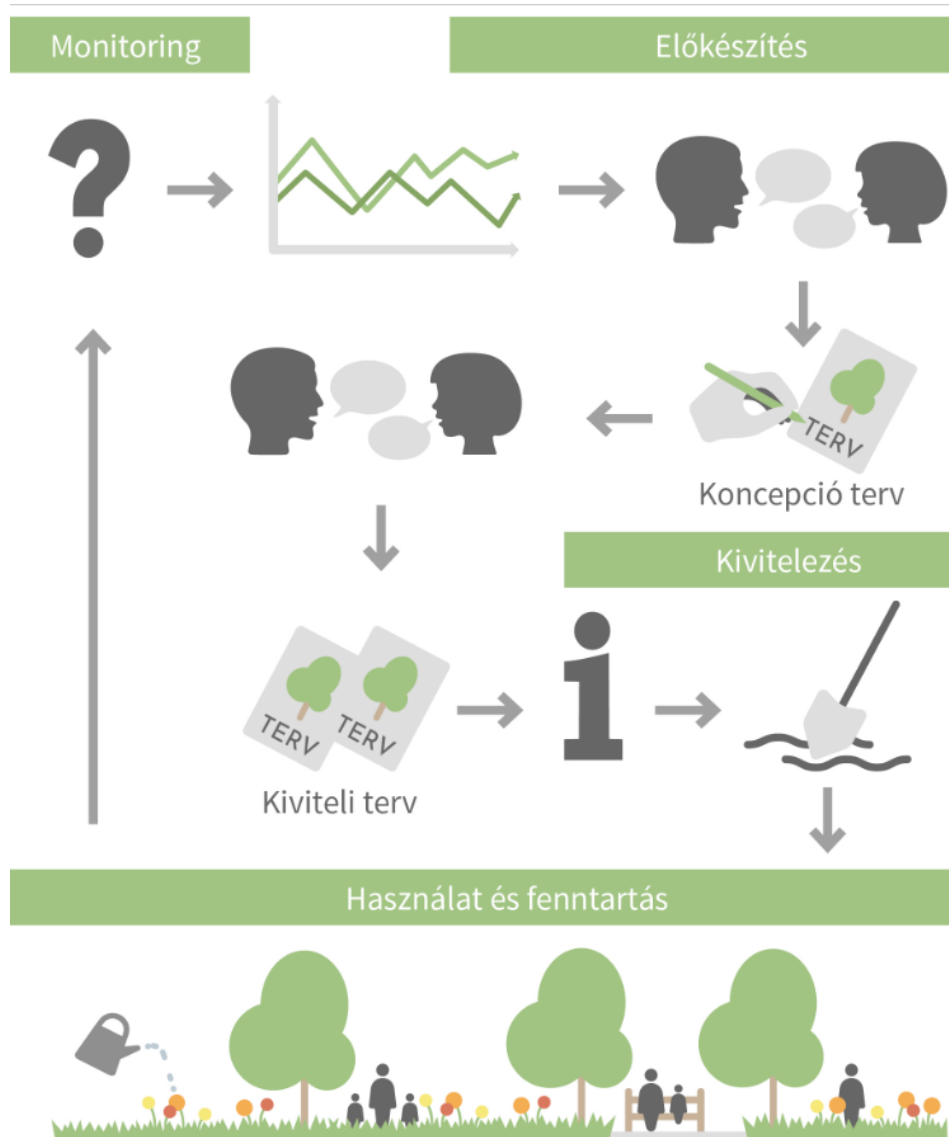 Monitoring
Előkészítés
TERV
Koncepció terv
Kivitelezés
TERV
TERV
Kiviteli terv
Használat és fenntartás